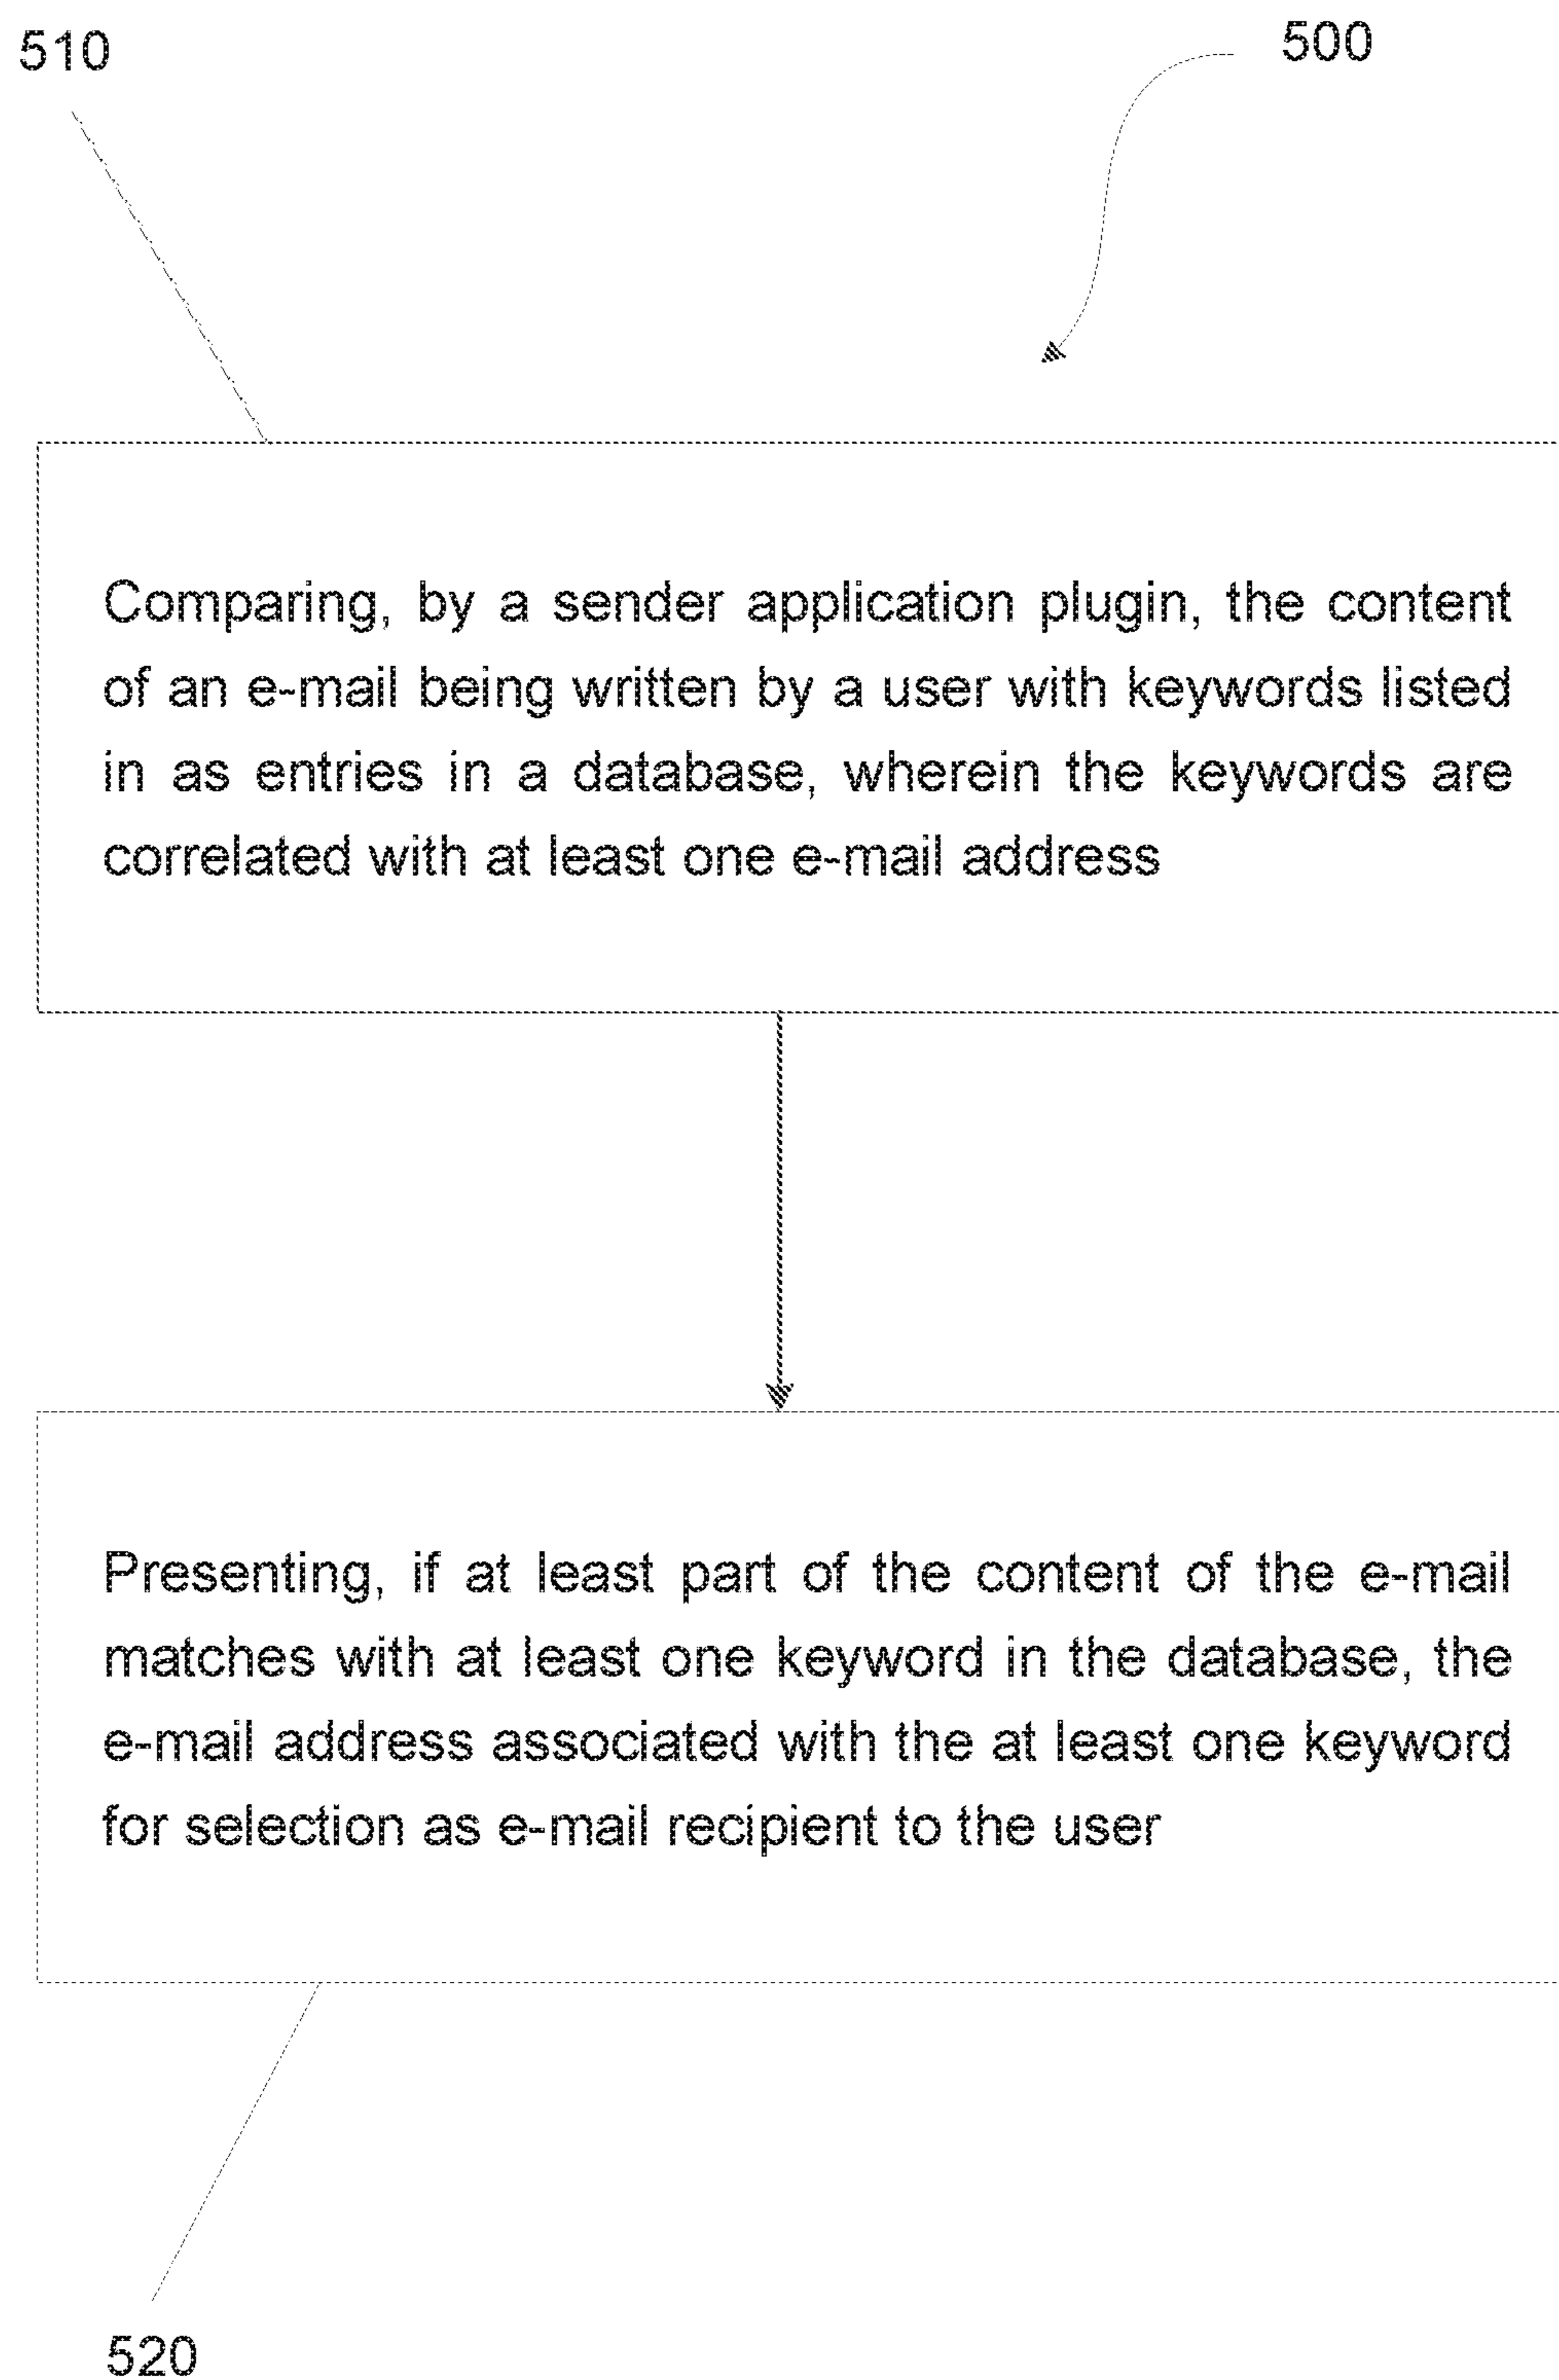 510
500
Comparing, by a sender application plugin, the content
of an e-mail being written by a user with keywords listed
in as entries in a database, wherein the keywords are
correlated with at least one e-mail address
Presenting, if at least part of the content of the e-mail
matches with at least one keyword in the database, the
e-mail address associated with the at least one keyword
for selection as e-mail recipient to the user
520